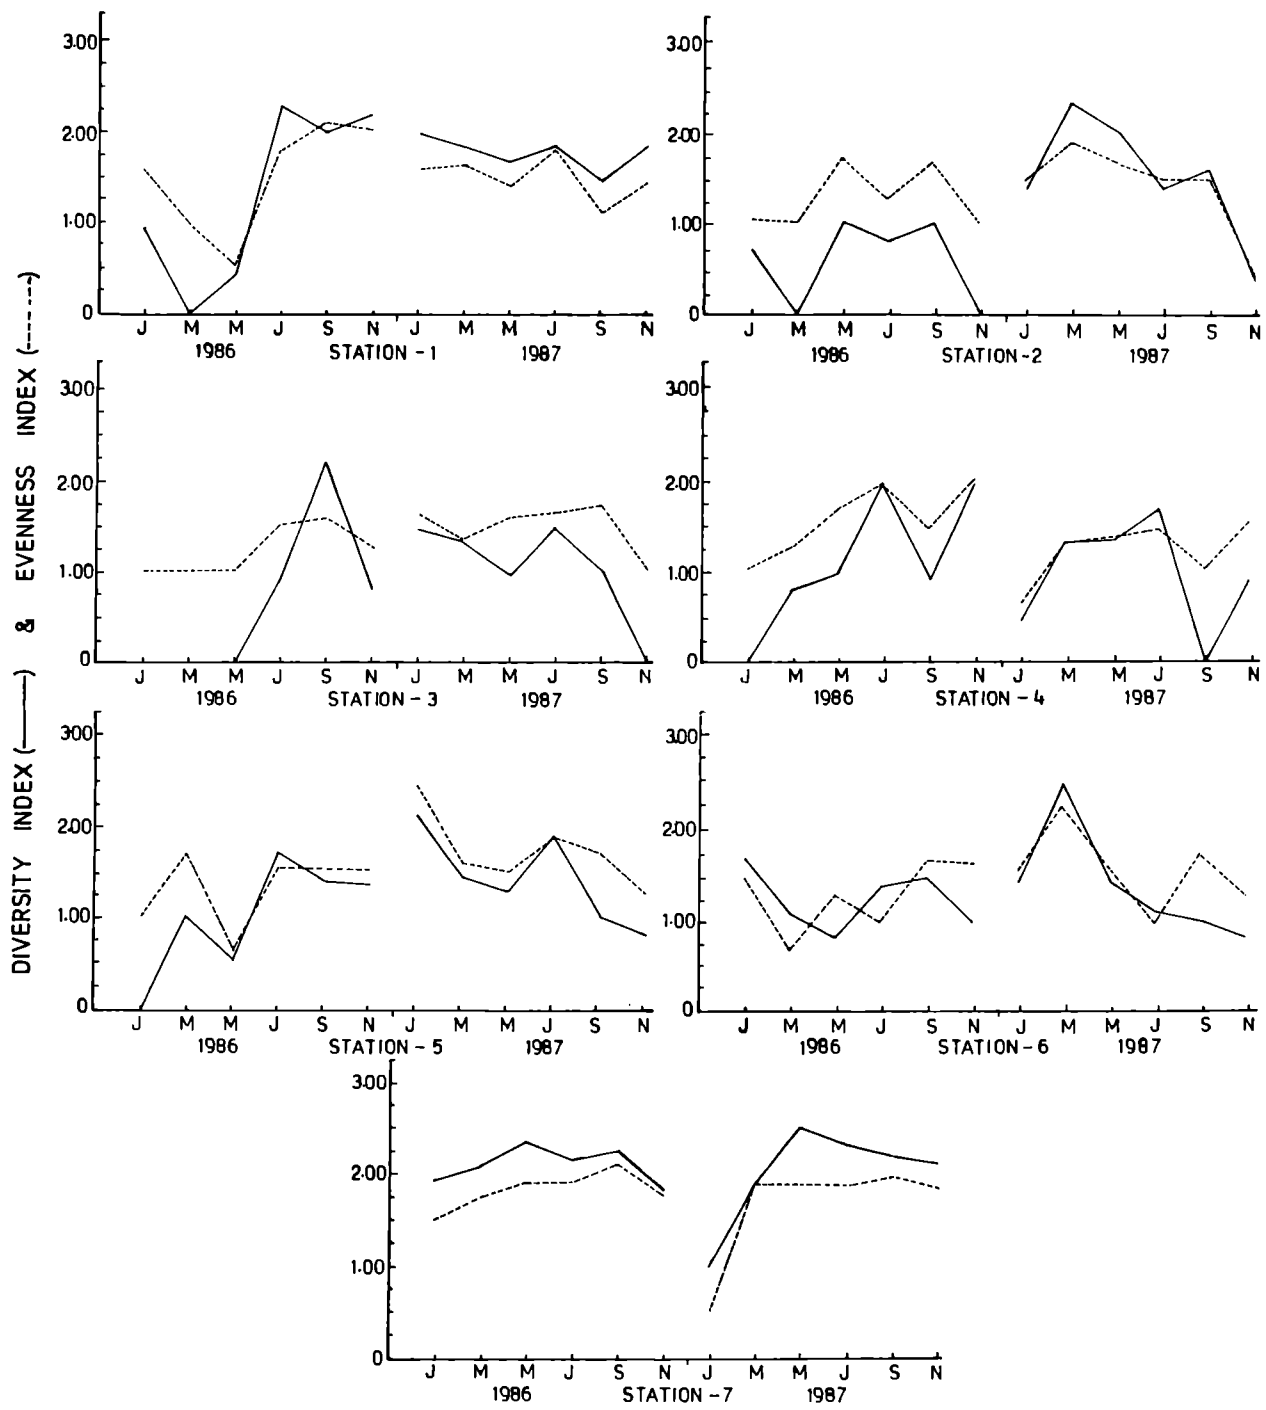 DIVERSITY INDEX (——) & EVENNESS INDEX (-----)
3.00
2.00
1.00
0
J M M J S N J M M J S N
1986 STATION - 1 1987
3.00
2.00
1.00
0
J M M J S N J M M J S N
1986 STATION - 2 1987
3.00
2.00
1.00
0
J M M J S N J M M J S N
1986 STATION - 3 1987
3.00
2.00
1.00
0
J M M J S N J M M J S N
1986 STATION - 4 1987
3.00
2.00
1.00
0
J M M J S N J M M J S N
1986 STATION - 5 1987
3.00
2.00
1.00
0
J M M J S N J M M J S N
1986 STATION - 6 1987
3.00
2.00
1.00
0
J M M J S N J M M J S N
1986 STATION - 7 1987